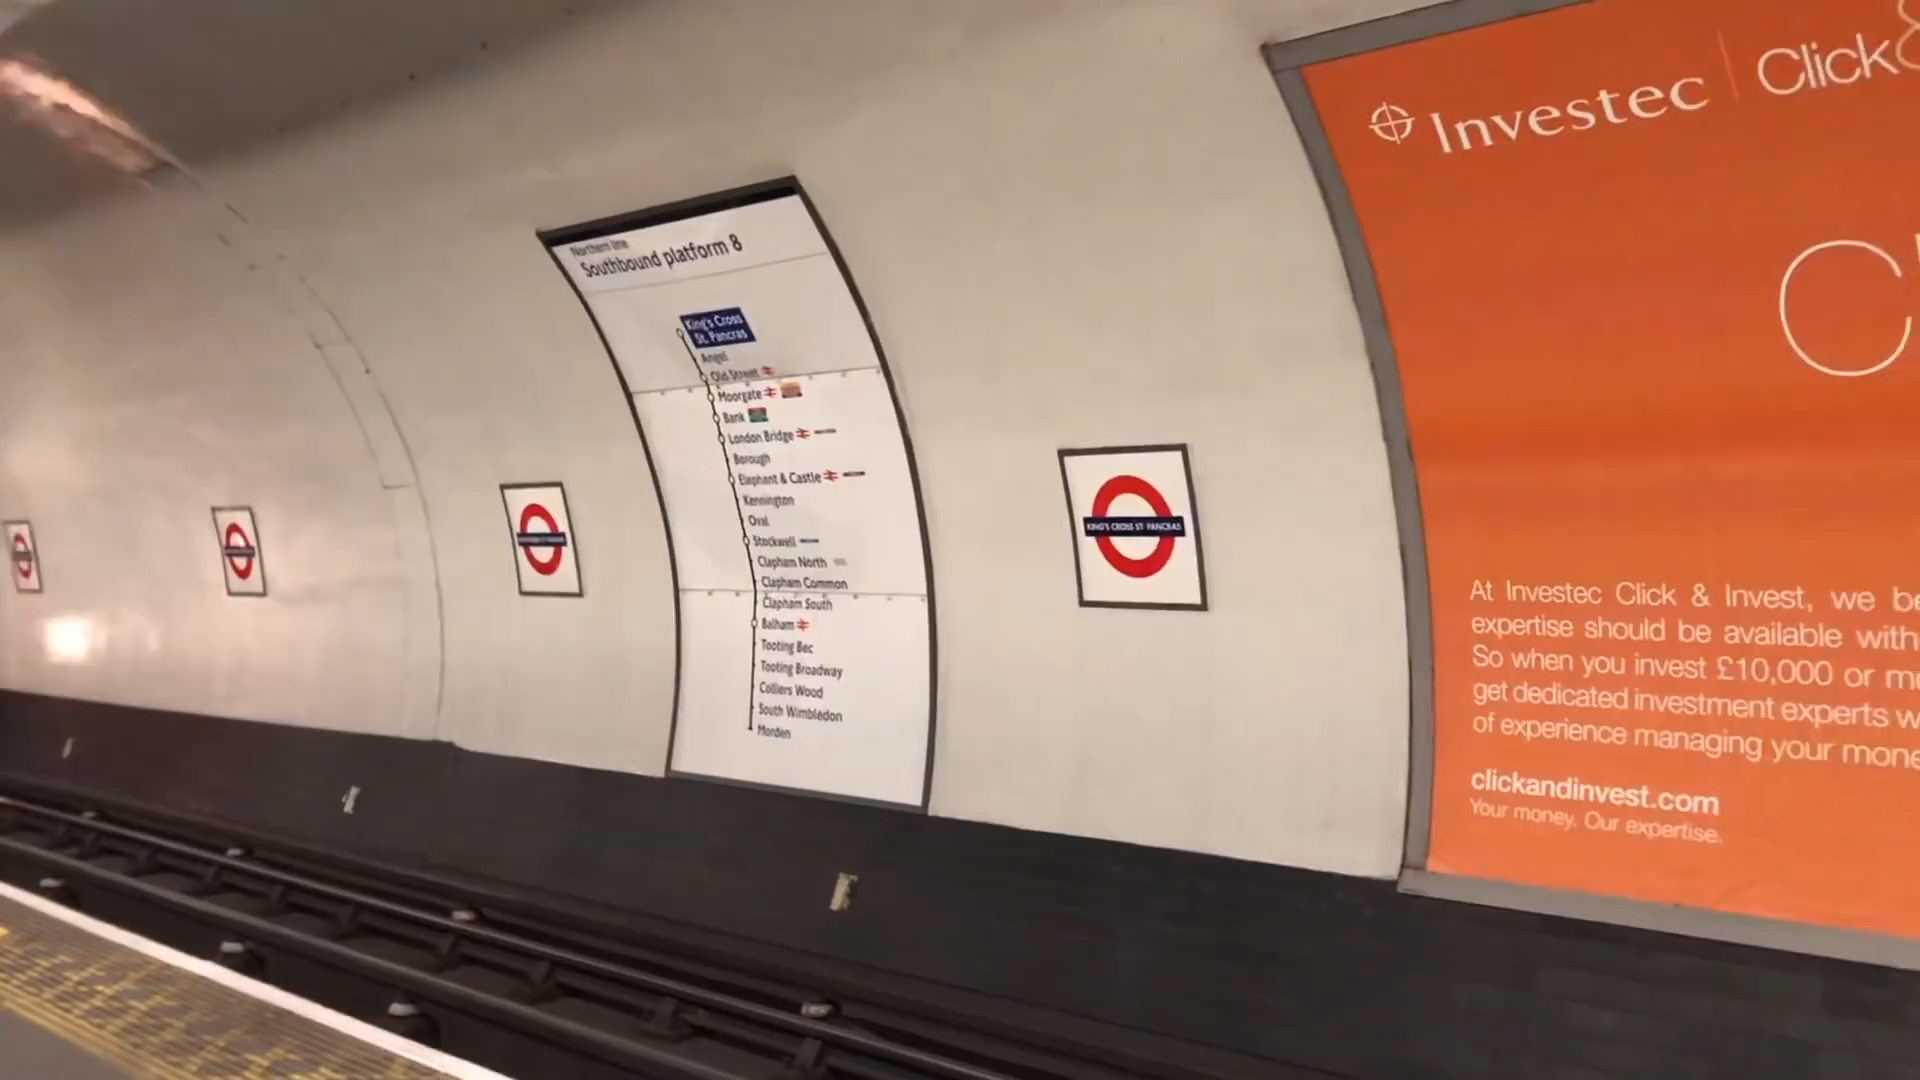 Northern line
Southbound platform 8
King's Cross
St. Pancras
Angel
Old Street
Moorgate
Bank
London Bridge
Borough
Elephant & Castle
Kennington
Oval
Stockwell
Clapham North
Clapham Common
Clapham South
Balham
Tooting Bec
Tooting Broadway
Colliers Wood
South Wimbledon
Morden
KING'S CROSS ST. PANCRAS
Investec | Click&
C
At Investec Click & Invest, we be
expertise should be available with
So when you invest £10,000 or mo
get dedicated investment experts w
of experience managing your mone
clickandinvest.com
Your money. Our expertise.